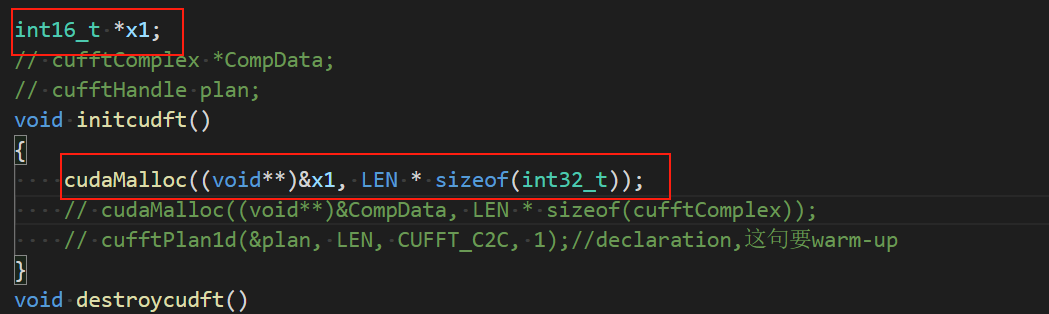 int16_t *x1;
// cufftComplex *CompData;
// cufftHandle plan;
void initcudft()
{
    cudaMalloc((void**)&x1, LEN * sizeof(int32_t));
    // cudaMalloc((void**)&CompData, LEN * sizeof(cufftComplex));
    // cufftPlan1d(&plan, LEN, CUFFT_C2C, 1);//declaration,这句要warm-up
}
void destroycudft()